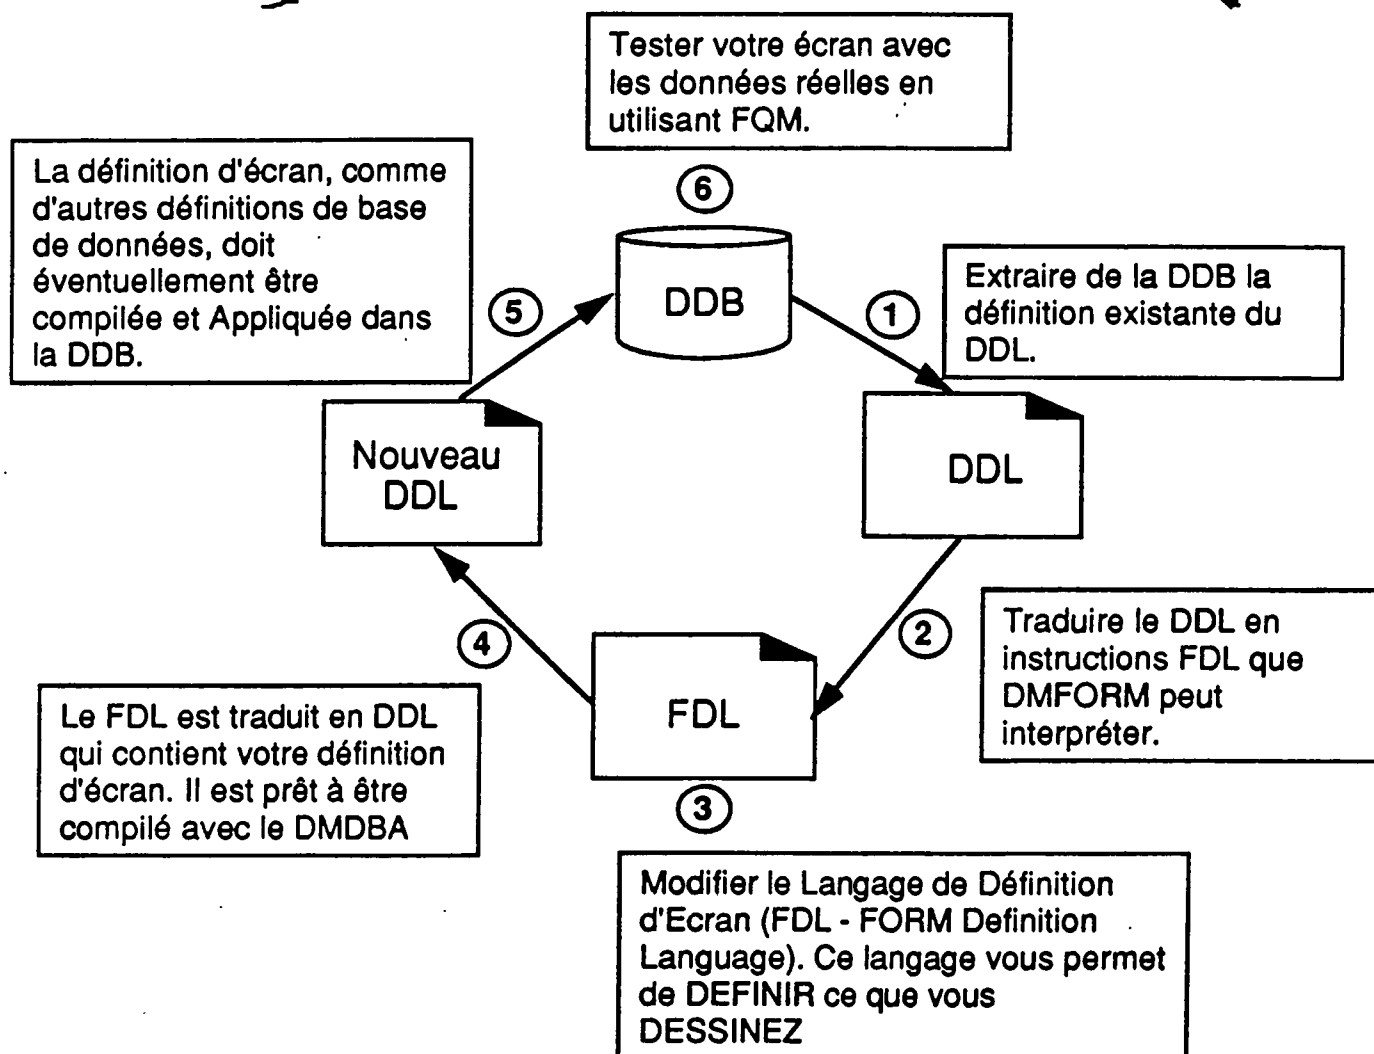 Tester votre écran avec
les données réelles en
utilisant FQM.
6
La définition d'écran, comme
d'autres définitions de base
de données, doit
éventuellement être
compilée et Appliquée dans
la DDB.
5
DDB
1
Extraire de la DDB la
définition existante du
DDL.
Nouveau
DDL
DDL
4
2
Traduire le DDL en
instructions FDL que
DMFORM peut
interpréter.
FDL
Le FDL est traduit en DDL
qui contient votre définition
d'écran. Il est prêt à être
compilé avec le DMDBA
3
Modifier le Langage de Définition
d'Ecran (FDL - FORM Definition
Language). Ce langage vous permet
de DEFINIR ce que vous
DESSINEZ